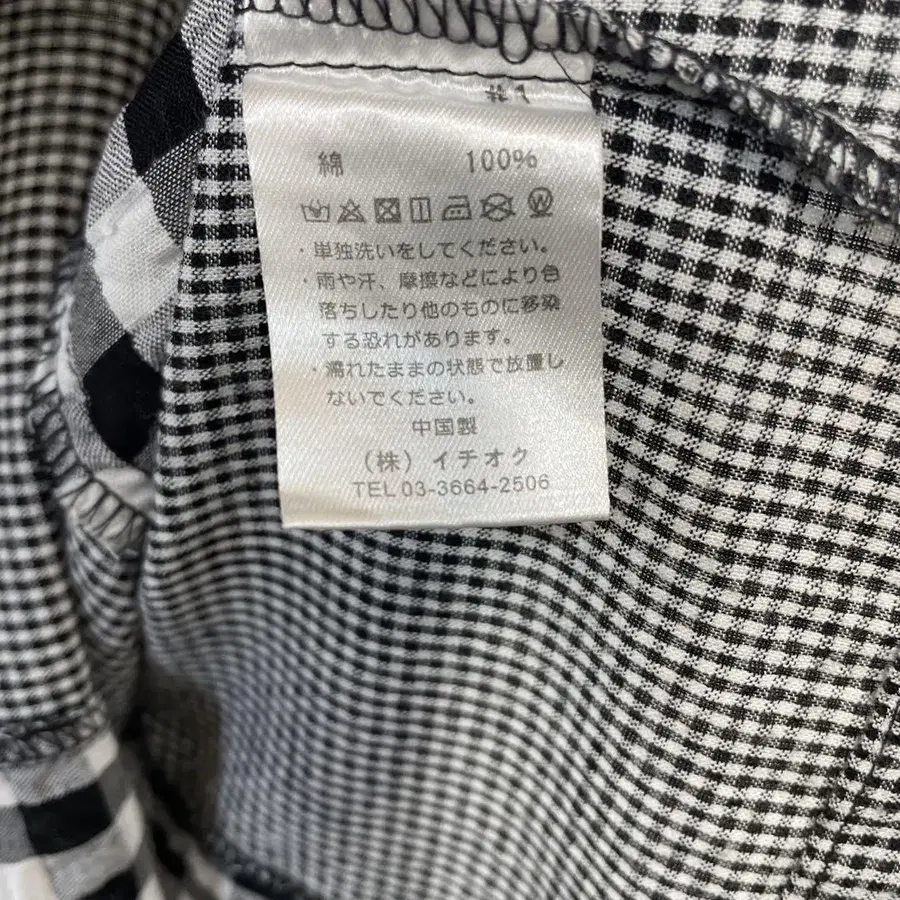 #1
綿 100%
・単独洗いをしてください。
・雨や汗、摩擦などにより色
落ちしたり他のものに移染
する恐れがあります。
・濡れたままの状態で放置し
ないでください。
中国製
(株) イチオク
TEL 03-3664-2506